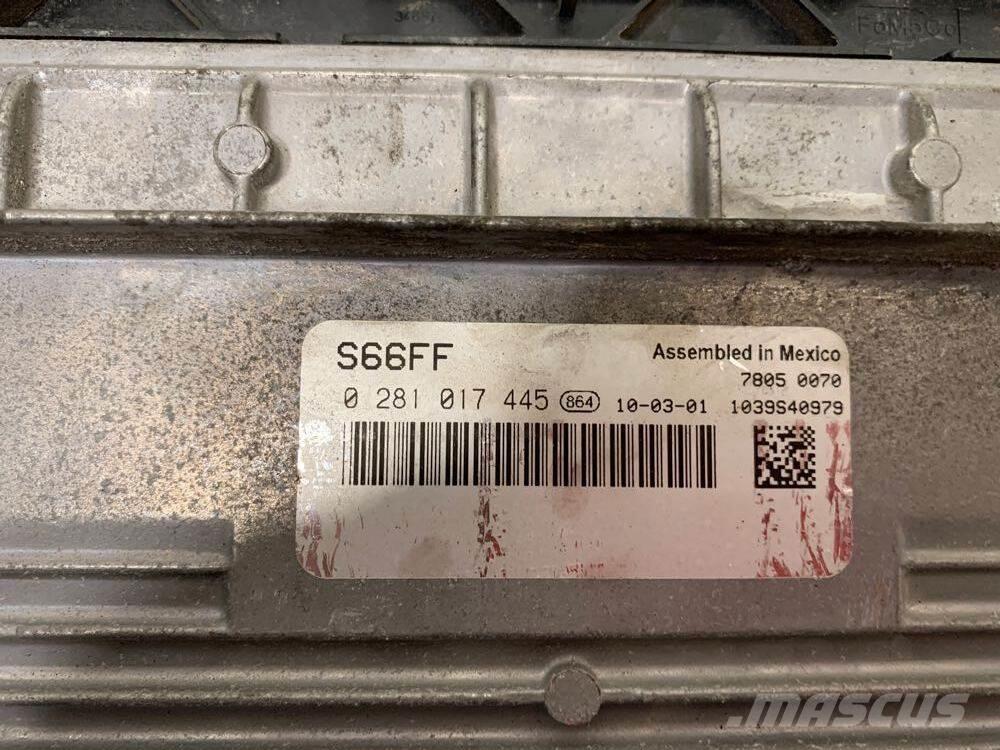 FoMoCo
S66FF
Assembled in Mexico
7805 0070
0 281 017 445 864 10-03-01 1039S40979
MASCUS